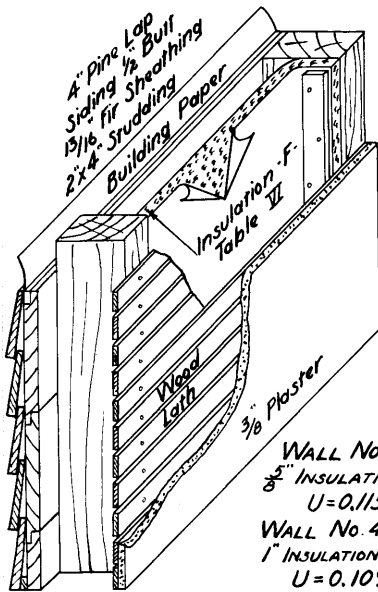 4" Pine Lap
Siding ½" Butt
13/16" Fir Sheathing
2"x4" Studding
Building Paper
Insulation -F-
Table VI
Wood
Lath
3/8" Plaster
WALL No
5/8" INSULATI
U=0.115
WALL No. 4
1" INSULATION
U=0.10